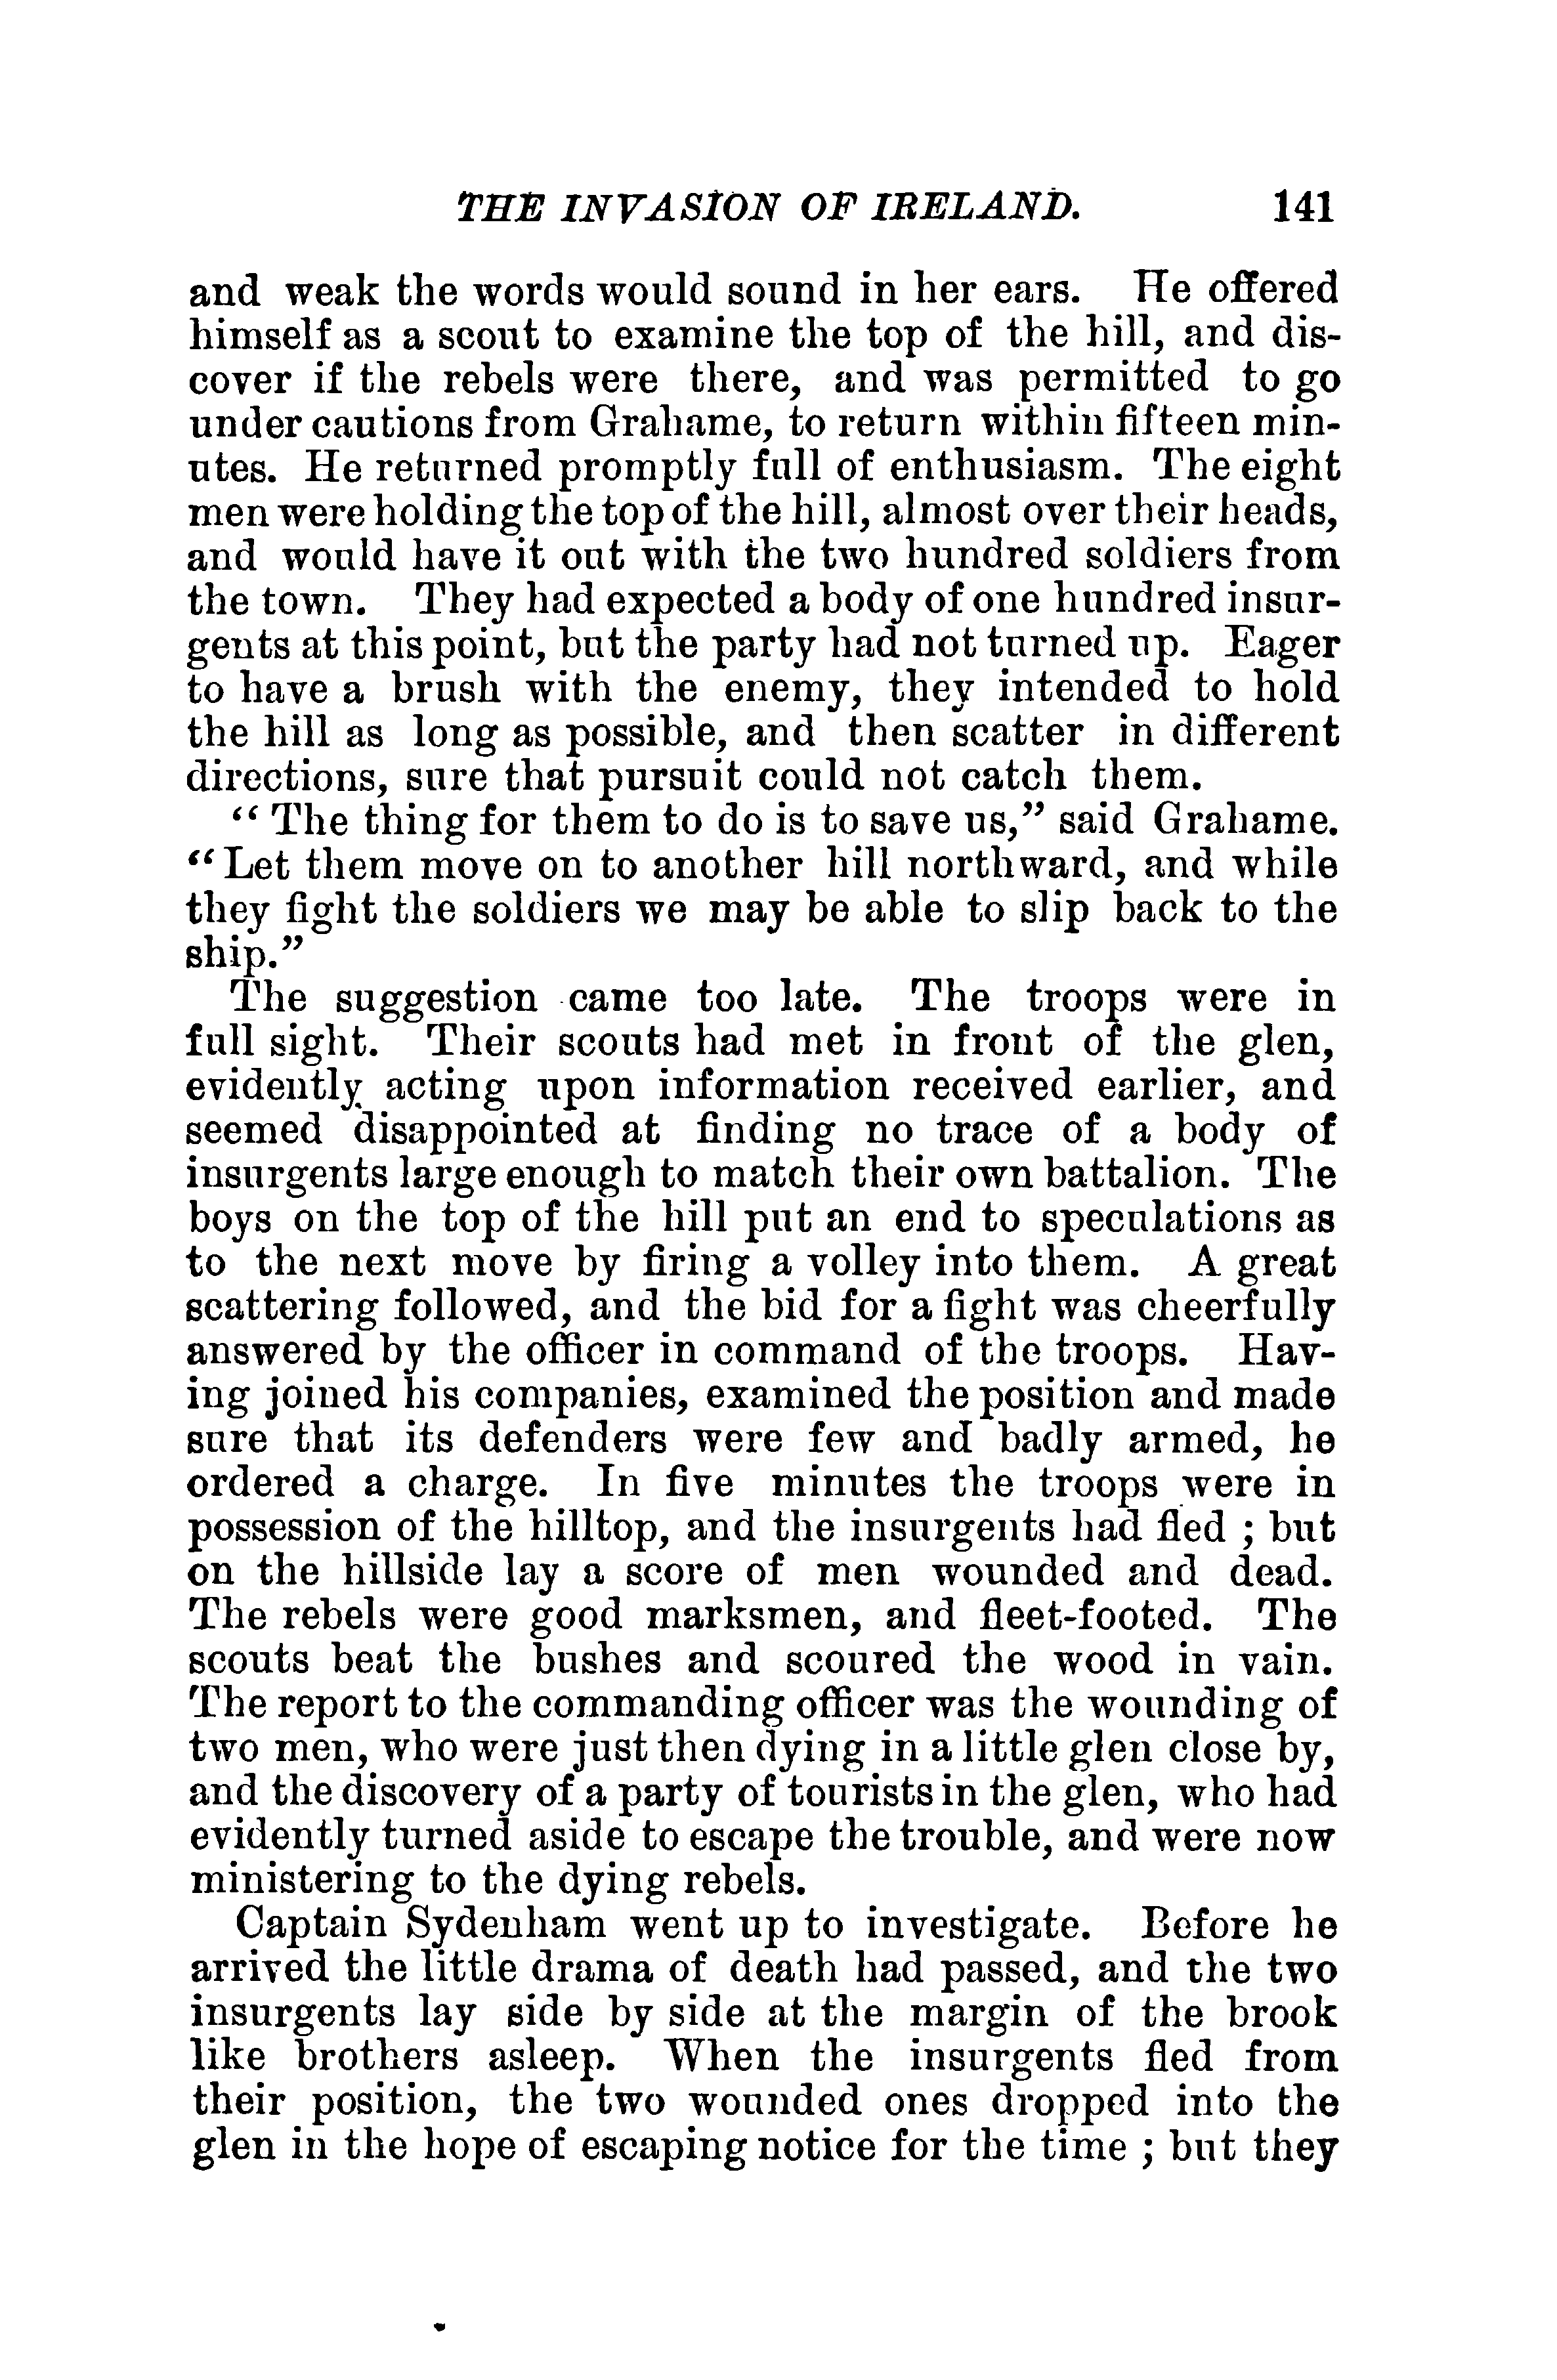 THE INVASION OF IRELAND. 141
and weak the words would sound in her ears. He offered
himself as a scout to examine the top of the hill, and dis-
cover if the rebels were there, and was permitted to go
under cautions from Grahame, to return within fifteen min-
utes. He returned promptly full of enthusiasm. The eight
men were holding the top of the hill, almost over their heads,
and would have it out with the two hundred soldiers from
the town. They had expected a body of one hundred insur-
gents at this point, but the party had not turned up. Eager
to have a brush with the enemy, they intended to hold
the hill as long as possible, and then scatter in different
directions, sure that pursuit could not catch them.
“ The thing for them to do is to save us,” said Grahame.
“ Let them move on to another hill northward, and while
they fight the soldiers we may be able to slip back to the
ship.”
The suggestion came too late. The troops were in
full sight. Their scouts had met in front of the glen,
evidently acting upon information received earlier, and
seemed disappointed at finding no trace of a body of
insurgents large enough to match their own battalion. The
boys on the top of the hill put an end to speculations as
to the next move by firing a volley into them. A great
scattering followed, and the bid for a fight was cheerfully
answered by the officer in command of the troops. Hav-
ing joined his companies, examined the position and made
sure that its defenders were few and badly armed, he
ordered a charge. In five minutes the troops were in
possession of the hilltop, and the insurgents had fled ; but
on the hillside lay a score of men wounded and dead.
The rebels were good marksmen, and fleet-footed. The
scouts beat the bushes and scoured the wood in vain.
The report to the commanding officer was the wounding of
two men, who were just then dying in a little glen close by,
and the discovery of a party of tourists in the glen, who had
evidently turned aside to escape the trouble, and were now
ministering to the dying rebels.
Captain Sydenham went up to investigate. Before he
arrived the little drama of death had passed, and the two
insurgents lay side by side at the margin of the brook
like brothers asleep. When the insurgents fled from
their position, the two wounded ones dropped into the
glen in the hope of escaping notice for the time ; but they